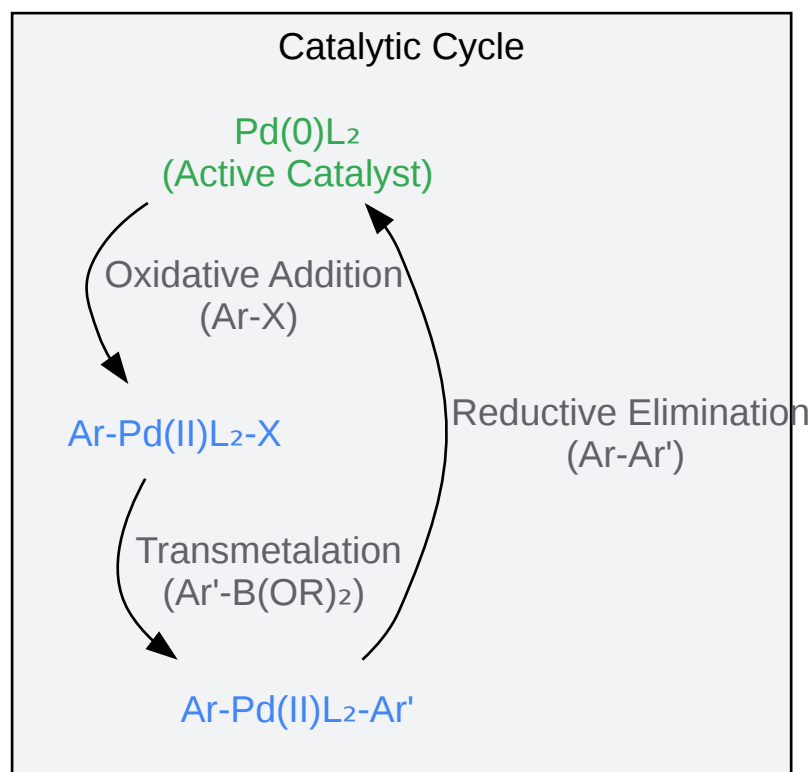 Catalytic Cycle
Pd(0)L₂
(Active Catalyst)
Oxidative Addition
(Ar-X)
Ar-Pd(II)L₂-X
Reductive Elimination
(Ar-Ar')
Transmetalation
(Ar'-B(OR)₂)
Ar-Pd(II)L₂-Ar'